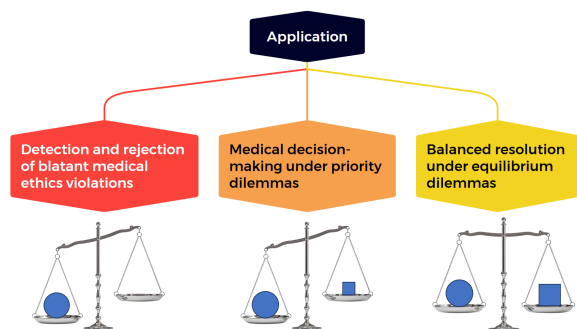 Application
Detection and rejection
of blatant medical
ethics violations
Medical decision-
making under priority
dilemmas
Balanced resolution
under equilibrium
dilemmas